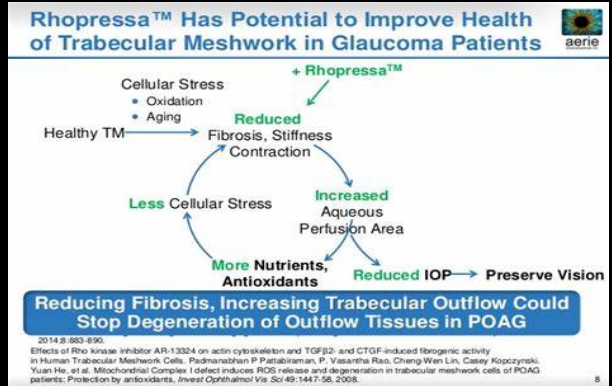 Rhopressa™ Has Potential to Improve Health
of Trabecular Meshwork in Glaucoma Patients
aerie
+ Rhopressa™
Cellular Stress
• Oxidation
• Aging
Healthy TM
Reduced
Fibrosis, Stiffness
Contraction
Less Cellular Stress
Increased
Aqueous
Perfusion Area
More Nutrients,
Antioxidants
Reduced IOP
Preserve Vision
Reducing Fibrosis, Increasing Trabecular Outflow Could
Stop Degeneration of Outflow Tissues in POAG
2014;8:883-890.
Effects of Rho kinase inhibitor AR-13324 on actin cytoskeleton and TGFβ2- and CTGF-induced fibrogenic activity
in Human Trabecular Meshwork Cells. Padmanabhan P Pattabiraman, P. Vasantha Rao, Cheng-Wen Lin, Casey Kopczynski.
Yuan He, et al. Mitochondrial Complex I defect induces ROS release and degeneration in trabecular meshwork cells of POAG
patients: Protection by antioxidants, Invest Ophthalmol Vis Sci 49:1447-58, 2008.
8